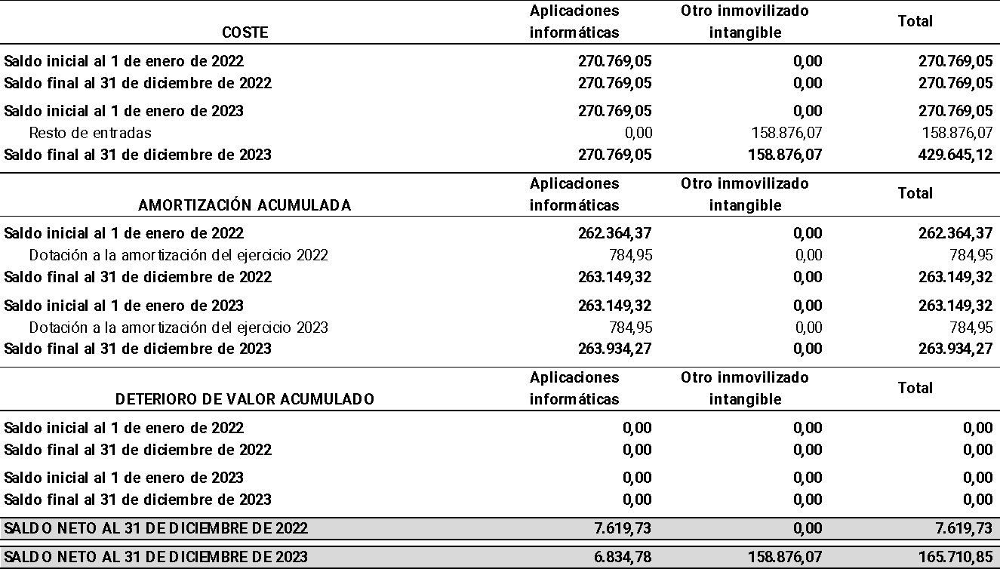 COSTE Aplicaciones informáticas Otro inmovilizado intangible Total
Saldo inicial al 1 de enero de 2022 270.769,05 0,00 270.769,05
Saldo final al 31 de diciembre de 2022 270.769,05 0,00 270.769,05
Saldo inicial al 1 de enero de 2023 270.769,05 0,00 270.769,05
Resto de entradas 0,00 158.876,07 158.876,07
Saldo final al 31 de diciembre de 2023 270.769,05 158.876,07 429.645,12
AMORTIZACIÓN ACUMULADA Aplicaciones informáticas Otro inmovilizado intangible Total
Saldo inicial al 1 de enero de 2022 262.364,37 0,00 262.364,37
Dotación a la amortización del ejercicio 2022 784,95 0,00 784,95
Saldo final al 31 de diciembre de 2022 263.149,32 0,00 263.149,32
Saldo inicial al 1 de enero de 2023 263.149,32 0,00 263.149,32
Dotación a la amortización del ejercicio 2023 784,95 0,00 784,95
Saldo final al 31 de diciembre de 2023 263.934,27 0,00 263.934,27
DETERIORO DE VALOR ACUMULADO Aplicaciones informáticas Otro inmovilizado intangible Total
Saldo inicial al 1 de enero de 2022 0,00 0,00 0,00
Saldo final al 31 de diciembre de 2022 0,00 0,00 0,00
Saldo inicial al 1 de enero de 2023 0,00 0,00 0,00
Saldo final al 31 de diciembre de 2023 0,00 0,00 0,00
SALDO NETO AL 31 DE DICIEMBRE DE 2022 7.619,73 0,00 7.619,73
SALDO NETO AL 31 DE DICIEMBRE DE 2023 6.834,78 158.876,07 165.710,85